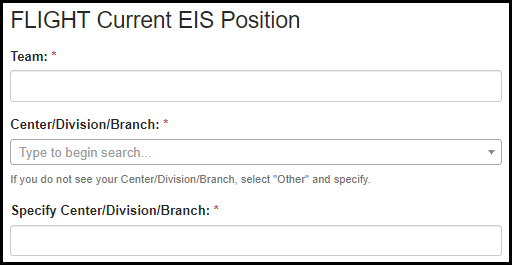 FLIGHT Current EIS Position
Team: *
Center/Division/Branch: *
Type to begin search...
If you do not see your Center/Division/Branch, select "Other" and specify.
Specify Center/Division/Branch: *